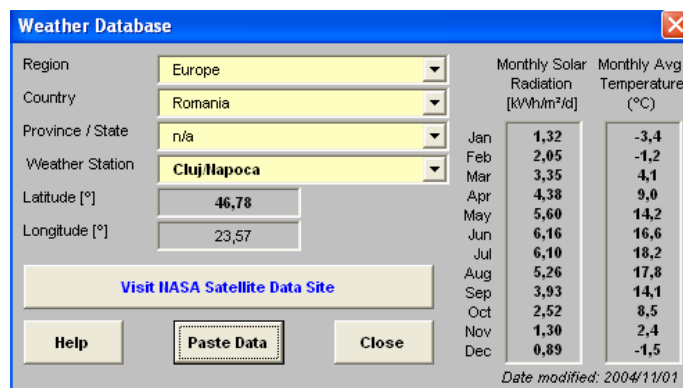 Weather Database
Region Europe
Country Romania
Province / State n/a
Weather Station Cluj/Napoca
Latitude [°] 46,78
Longitude [°] 23,57
Visit NASA Satellite Data Site
Help Paste Data Close
Monthly Solar Monthly Avg
Radiation Temperature
[kWh/m²/d] (°C)
Jan 1,32 -3,4
Feb 2,05 -1,2
Mar 3,35 4,1
Apr 4,38 9,0
May 5,60 14,2
Jun 6,16 16,6
Jul 6,10 18,2
Aug 5,26 17,8
Sep 3,93 14,1
Oct 2,52 8,5
Nov 1,30 2,4
Dec 0,89 -1,5
Date modified: 2004/11/01